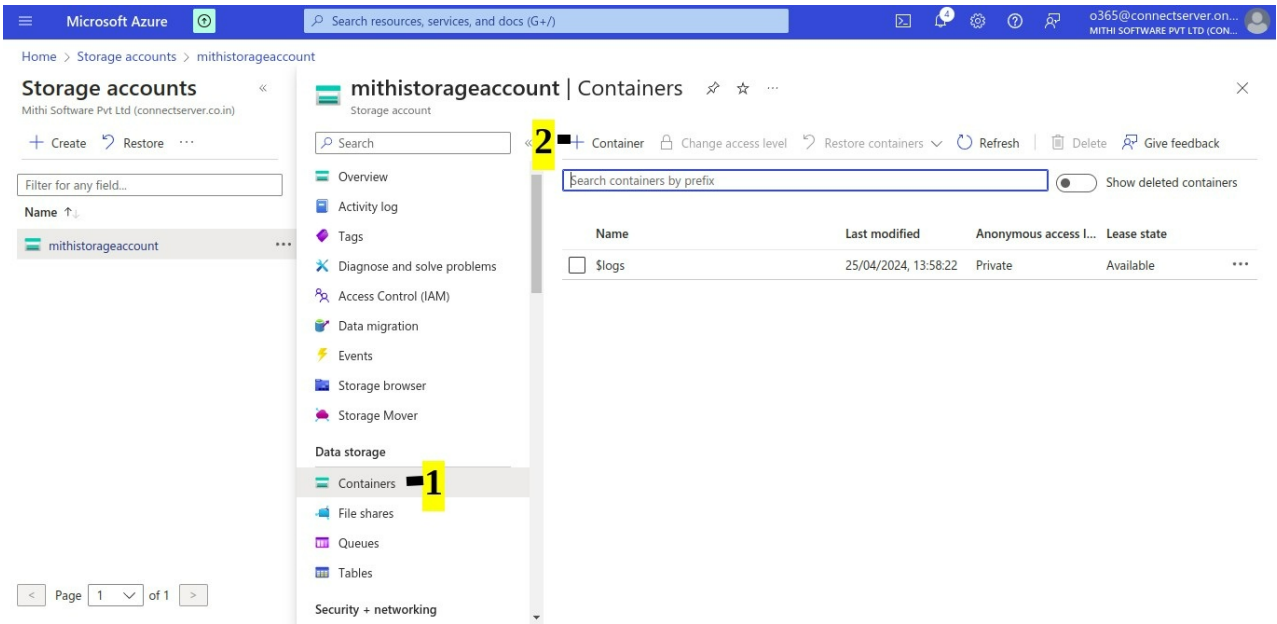 Microsoft Azure
Search resources, services, and docs (G+/)
4
o365@connectserver.on...
MITHI SOFTWARE PVT LTD (CON...
Home > Storage accounts > mithistorageaccount
Storage accounts
Mithi Software Pvt Ltd (connectserver.co.in)
Create Restore ...
Filter for any field...
Name ↑↓
mithistorageaccount ...
Page 1 of 1
mithistorageaccount | Containers ...
Storage account
Search
Overview
Activity log
Tags
Diagnose and solve problems
Access Control (IAM)
Data migration
Events
Storage browser
Storage Mover
Data storage
Containers 1
File shares
Queues
Tables
Security + networking
2 + Container Change access level Restore containers Refresh Delete Give feedback
Search containers by prefix
Show deleted containers
Name Last modified Anonymous access l... Lease state
$logs 25/04/2024, 13:58:22 Private Available ...